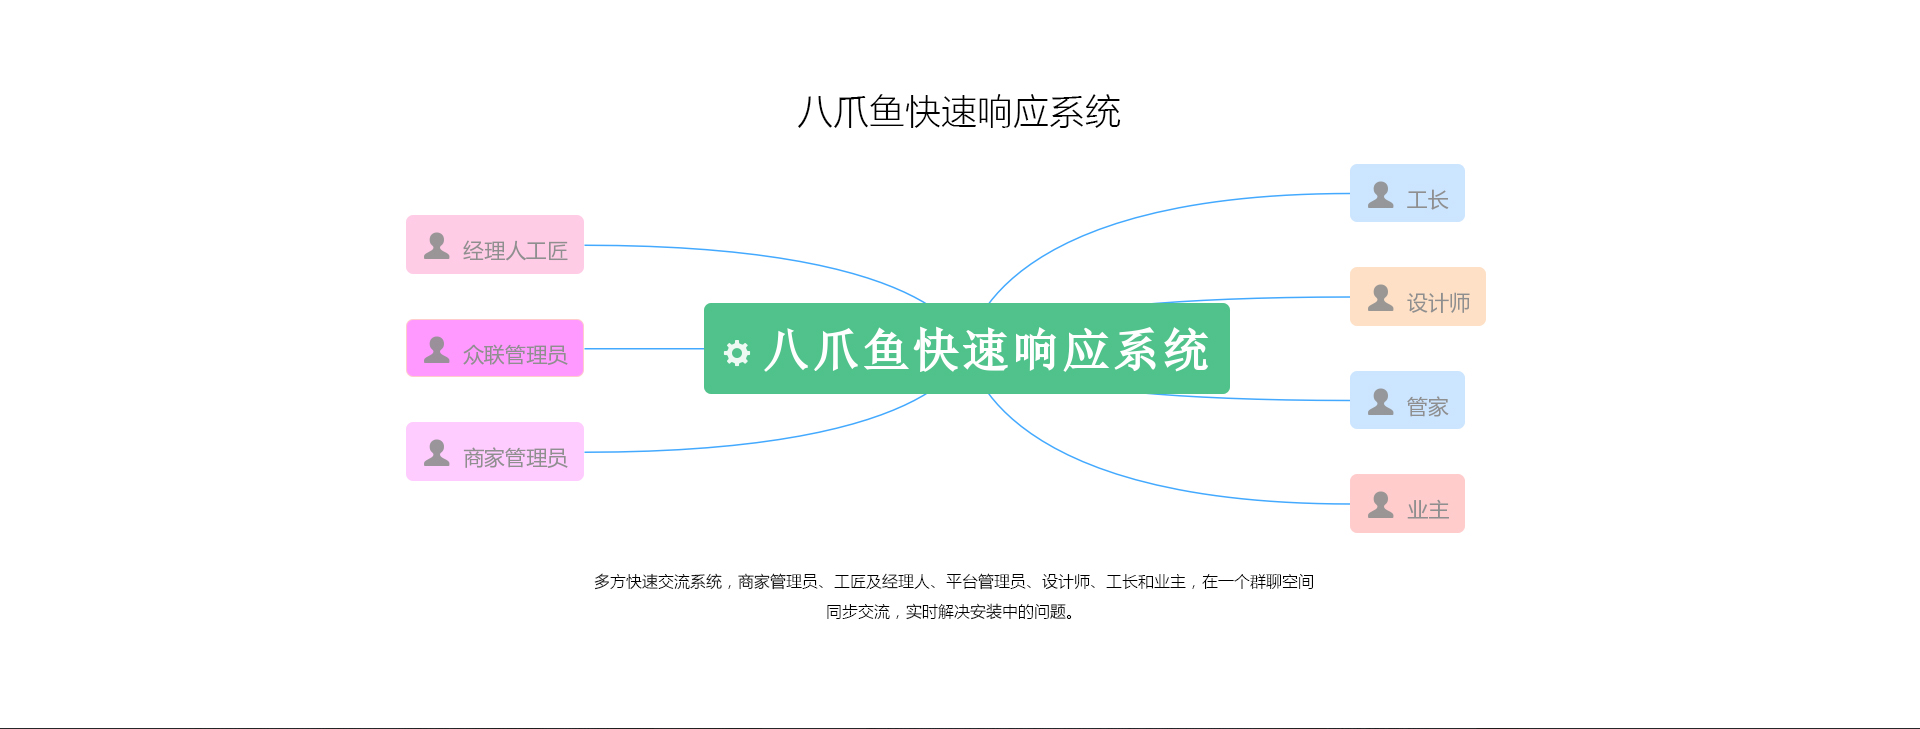 八爪鱼快速响应系统
经理人工匠
众联管理员
商家管理员
八爪鱼快速响应系统
工长
设计师
管家
业主
多方快速交流系统，商家管理员、工匠及经理人、平台管理员、设计师、工长和业主，在一个群聊空间
同步交流，实时解决安装中的问题。